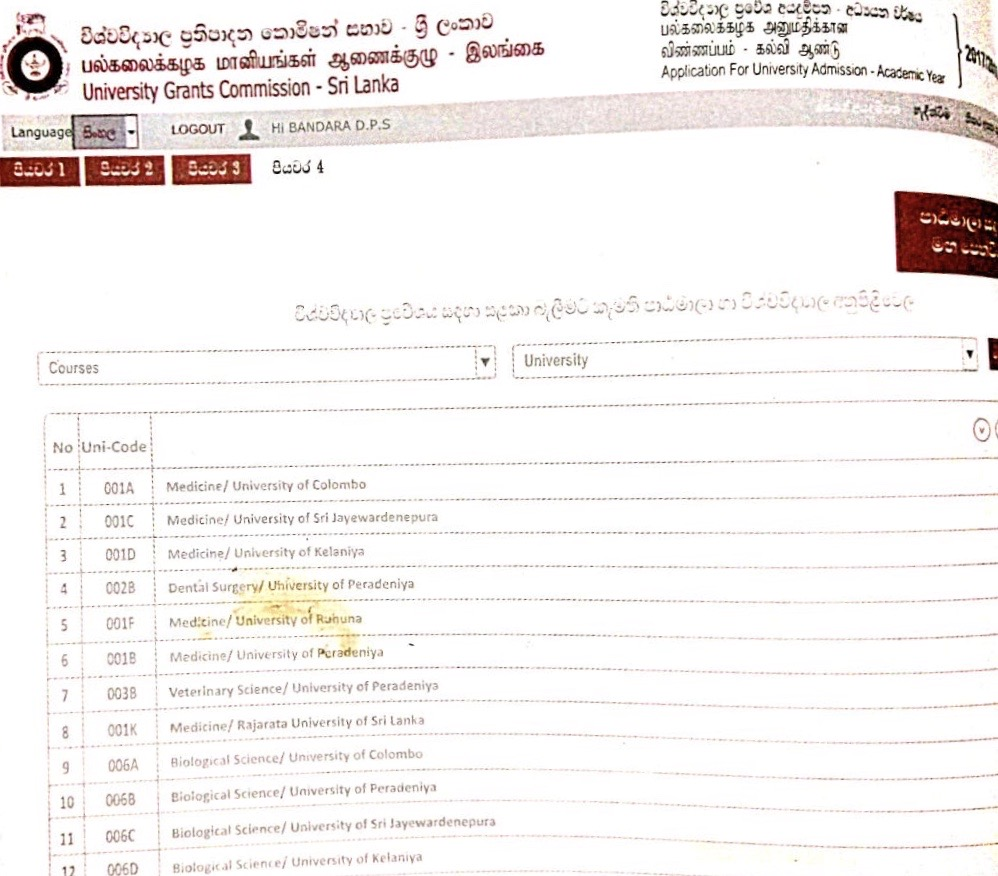 විශ්වවිද්‍යාල ප්‍රතිපාදන කොමිෂන් සභාව - ශ්‍රී ලංකාව
பல்கலைக்கழக மானியங்கள் ஆணைக்குழு - இலங்கை
University Grants Commission - Sri Lanka
විශ්වවිද්‍යාල ප්‍රවේශ අයදුම්පත - අධ්‍යයන වර්ෂය
பல்கலைக்கழக அனுமதிக்கான
விண்ணப்பம் - கல்வி ஆண்டு
Application For University Admission - Academic Year
Language සිංහල LOGOUT Hi BANDARA D.P.S
පියවර 1 පියවර 2 පියවර 3 පියවර 4
පාඨමාලා
විශ්වවිද්‍යාල ප්‍රවේශය සඳහා සලකා බැලීමට කැමති පාඨමාලා හා විශ්වවිද්‍යාල අනුපිළිවෙල
Courses University
No Uni-Code
1 001A Medicine/ University of Colombo
2 001C Medicine/ University of Sri Jayewardenepura
3 001D Medicine/ University of Kelaniya
4 002B Dental Surgery/ University of Peradeniya
5 001F Medicine/ University of Ruhuna
6 001B Medicine/ University of Peradeniya
7 003B Veterinary Science/ University of Peradeniya
8 001K Medicine/ Rajarata University of Sri Lanka
9 006A Biological Science/ University of Colombo
10 006B Biological Science/ University of Peradeniya
11 006C Biological Science/ University of Sri Jayewardenepura
12 006D Biological Science/ University of Kelaniya